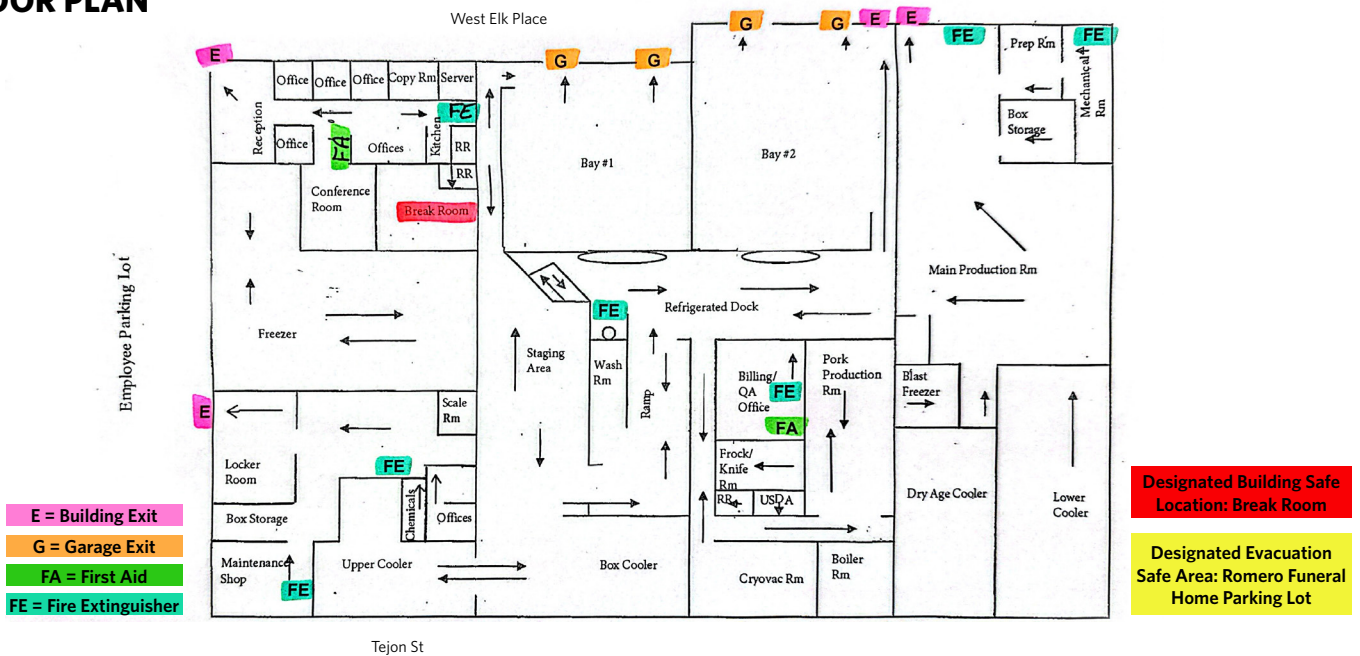 OOR PLAN
West Elk Place
E
G
G
G
G
E
E
FE
FE
Office
Office
Office
Copy Rm
Server
Prep Rm
Mechanical
Rm
Reception
FE
Office
FA
Offices
Kitchen
RR
RR
Box
Storage
Bay #1
Bay #2
Conference
Room
Break Room
Employee Parking Lot
Freezer
Main Production Rm
Refrigerated Dock
FE
Staging
Area
Wash
Rm
Ramp
Billing/
QA
Office
FE
FA
Pork
Production
Rm
Blast
Freezer
E
Scale
Rm
Locker
Room
FE
Frock/
Knife
Rm
RR
USDA
Dry Age Cooler
Lower
Cooler
Box Storage
Chemicals
Offices
Maintenance
Shop
FE
Upper Cooler
Box Cooler
Cryovac Rm
Boiler
Rm
E = Building Exit
G = Garage Exit
FA = First Aid
FE = Fire Extinguisher
Designated Building Safe
Location: Break Room
Designated Evacuation
Safe Area: Romero Funeral
Home Parking Lot
Tejon St